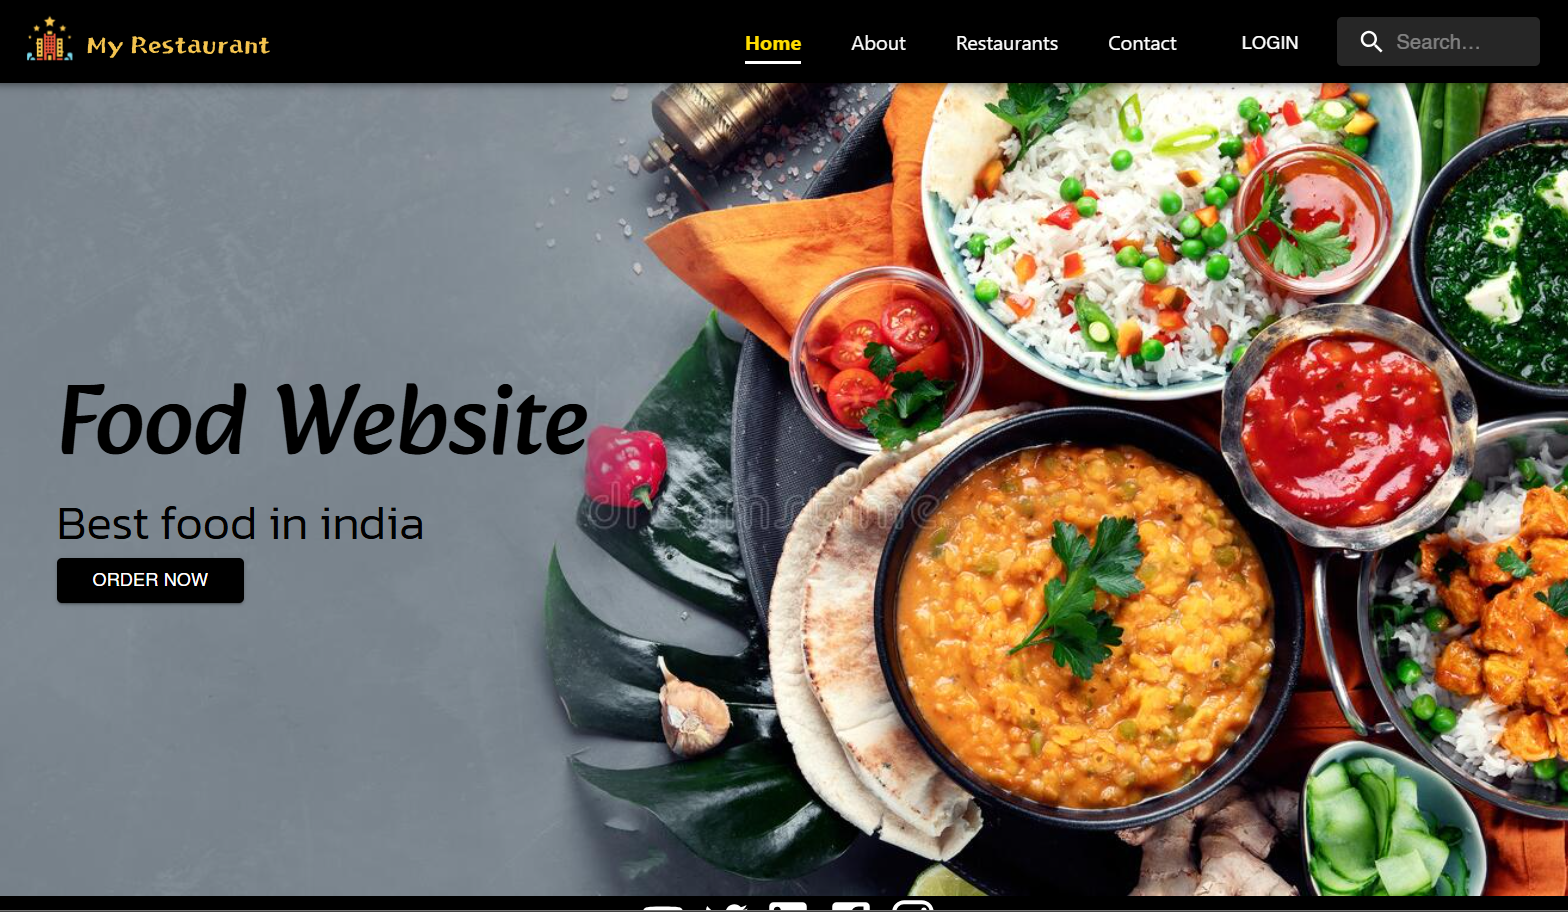 My Restaurant
Home About Restaurants Contact LOGIN Search...
Food Website
dreamstime
Best food in india
ORDER NOW